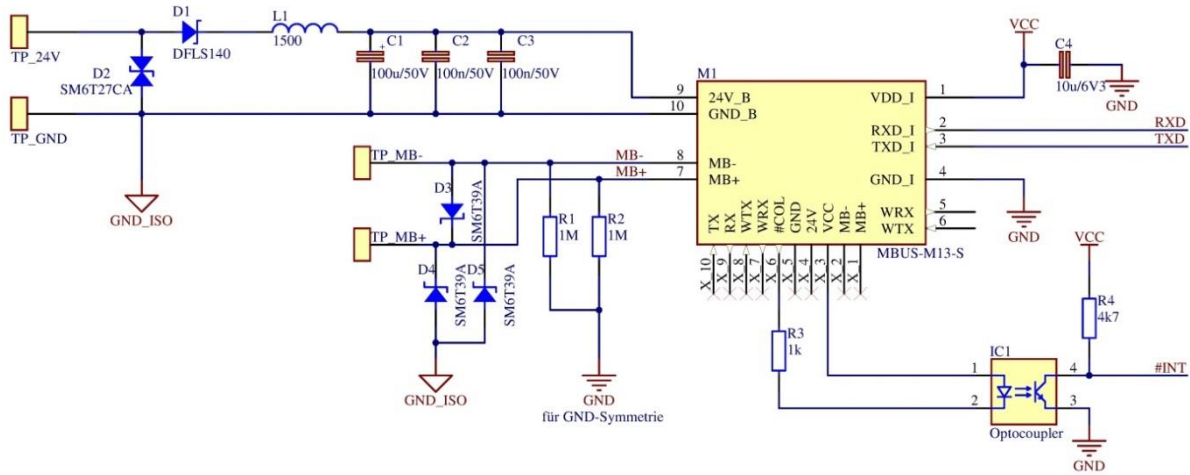 D1
L1
VCC
TP_24V
DFLS140
1500
C1
C2
C3
C4
+
D2
SM6T27CA
100u/50V
100n/50V
100n/50V
M1
10u/6V3
GND
9
24V_B
VDD_I
1
TP_GND
10
GND_B
RXD_I
2
RXD
TXD_I
3
TXD
TP_MB-
MB-
8
MB-
GND_I
4
MB+
7
MB+
GND_ISO
D3
SM6T39A
SM6T39A
R1
1M
R2
1M
TX
RX
WTX
WRX
#COL
GND
24V
VCC
MB-
MB+
WRX
5
WTX
6
GND
TP_MB+
MBUS-M13-S
VCC
X_10
X_9
X_8
X_7
X_6
X_5
X_4
X_3
X_2
X_1
D4
SM6T39A
D5
R3
1k
R4
4k7
IC1
1
4
#INT
GND_ISO
GND
2
3
für GND-Symmetrie
Optocoupler
GND